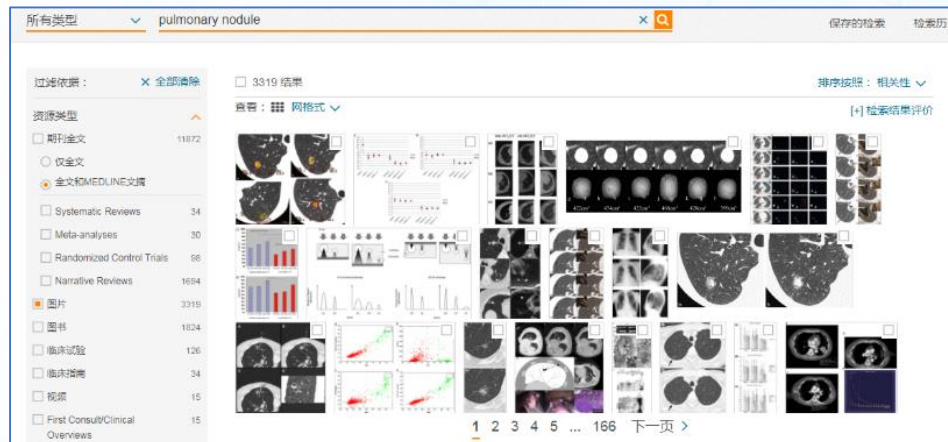 所有类型 pulmonary nodule × 保存的检索 检索历
过滤依据： × 全部清除
3319 结果
排序按照： 相关性
查看： 网格式
[+] 检索结果评价
资源类型
期刊全文 11872
仅全文
全文和MEDLINE文摘
Systematic Reviews 34
Meta-analyses 30
Randomized Control Trials 98
Narrative Reviews 1694
图片 3319
图书 1824
临床试验 126
临床指南 34
视频 15
First Consult/Clinical Overviews 15
1 2 3 4 5 ... 166 下一页 >